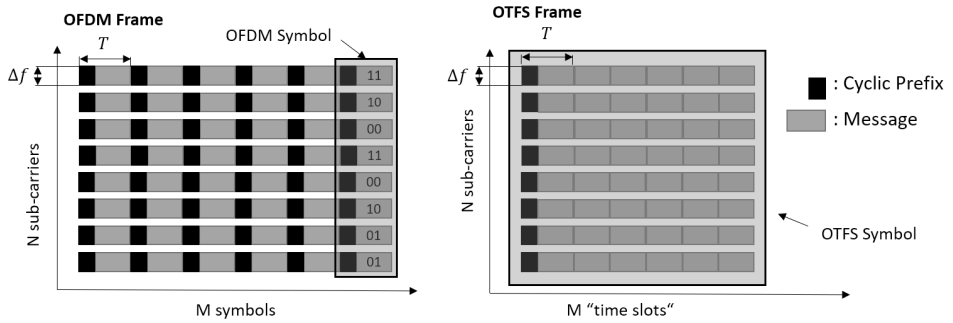 OFDM Frame
T
OFDM Symbol
Δf
11
10
00
11
00
10
01
01
N sub-carriers
M symbols
OTFS Frame
T
Δf
N sub-carriers
M “time slots“
OTFS Symbol
: Cyclic Prefix
: Message